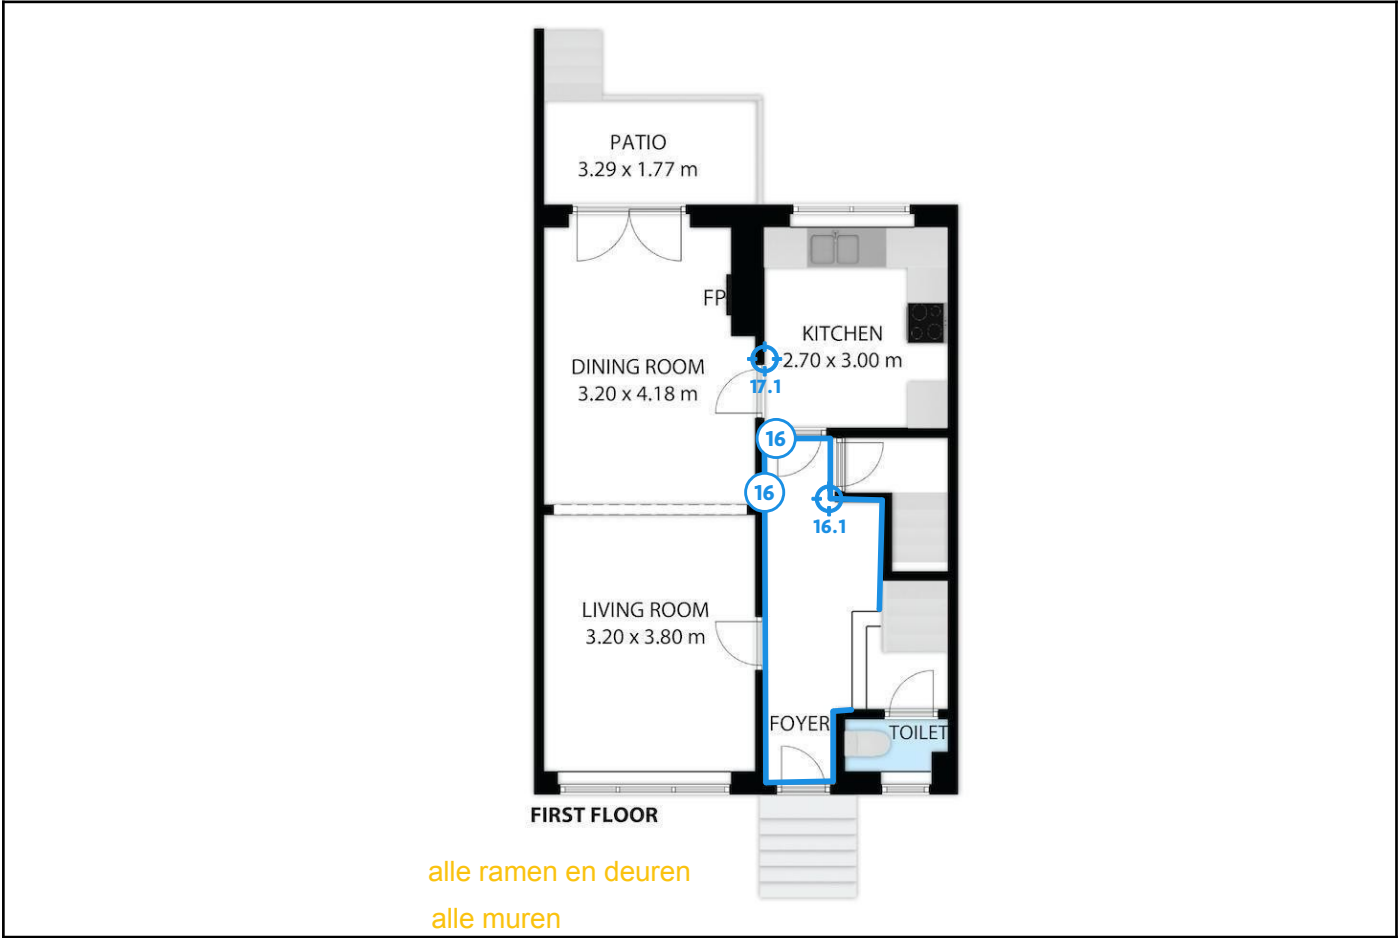 PATIO
3.29 x 1.77 m
FP
KITCHEN
2.70 x 3.00 m
DINING ROOM
3.20 x 4.18 m
17.1
16
16
16.1
LIVING ROOM
3.20 x 3.80 m
FOYER
TOILET
FIRST FLOOR
alle ramen en deuren
alle muren